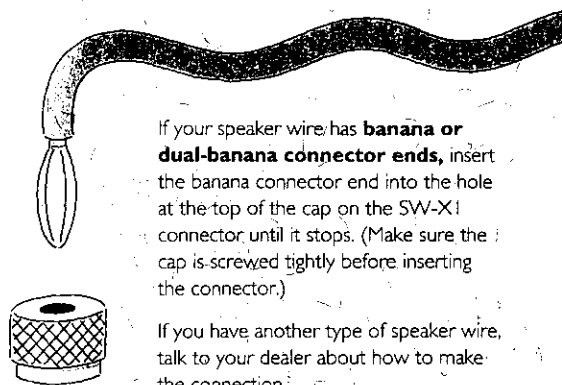 If your speaker wire has banana or
dual-banana connector ends, insert
the banana connector end into the hole
at the top of the cap on the SW-X1
connector until it stops. (Make sure the
cap is screwed tightly before inserting
the connector.)
If you have another type of speaker wire,
talk to your dealer about how to make
the connection.